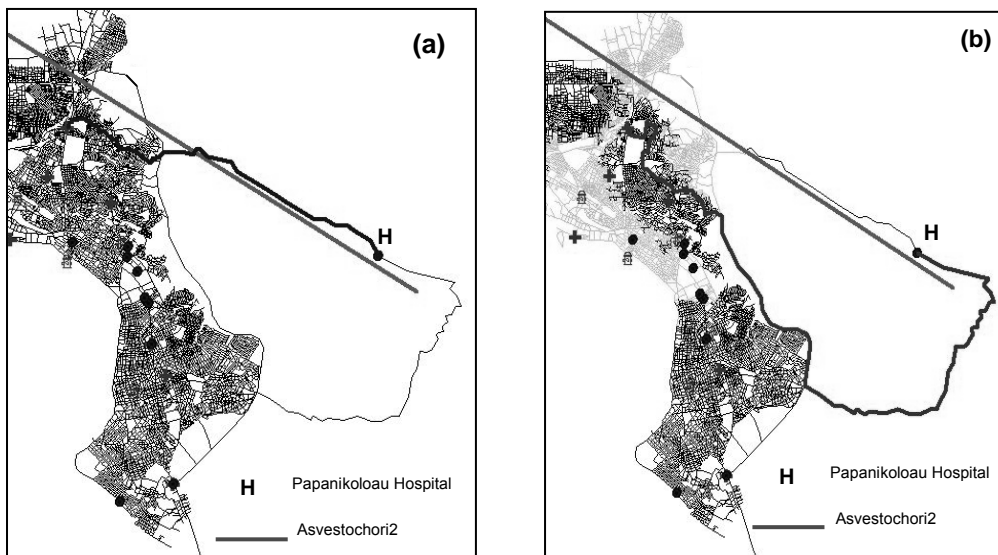 (a)
H
H
Papanikoloau Hospital
Asvestochori2
(b)
H
H
Papanikoloau Hospital
Asvestochori2